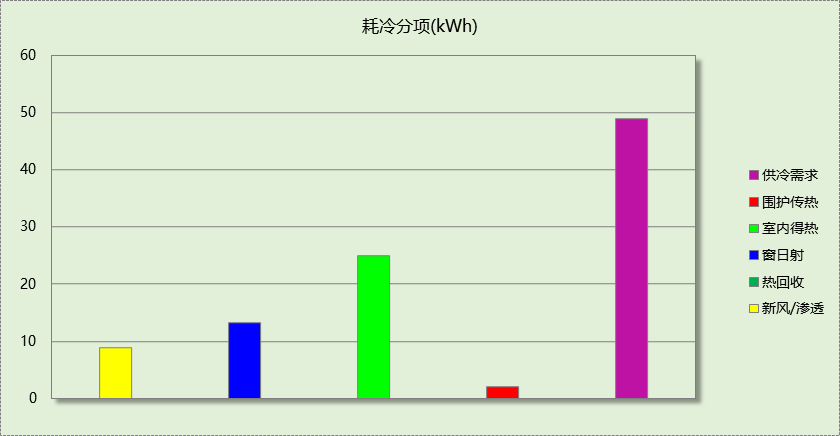 耗冷分项(kWh)
60
50
40
30
20
10
0
供冷需求
围护传热
室内得热
窗日射
热回收
新风/渗透